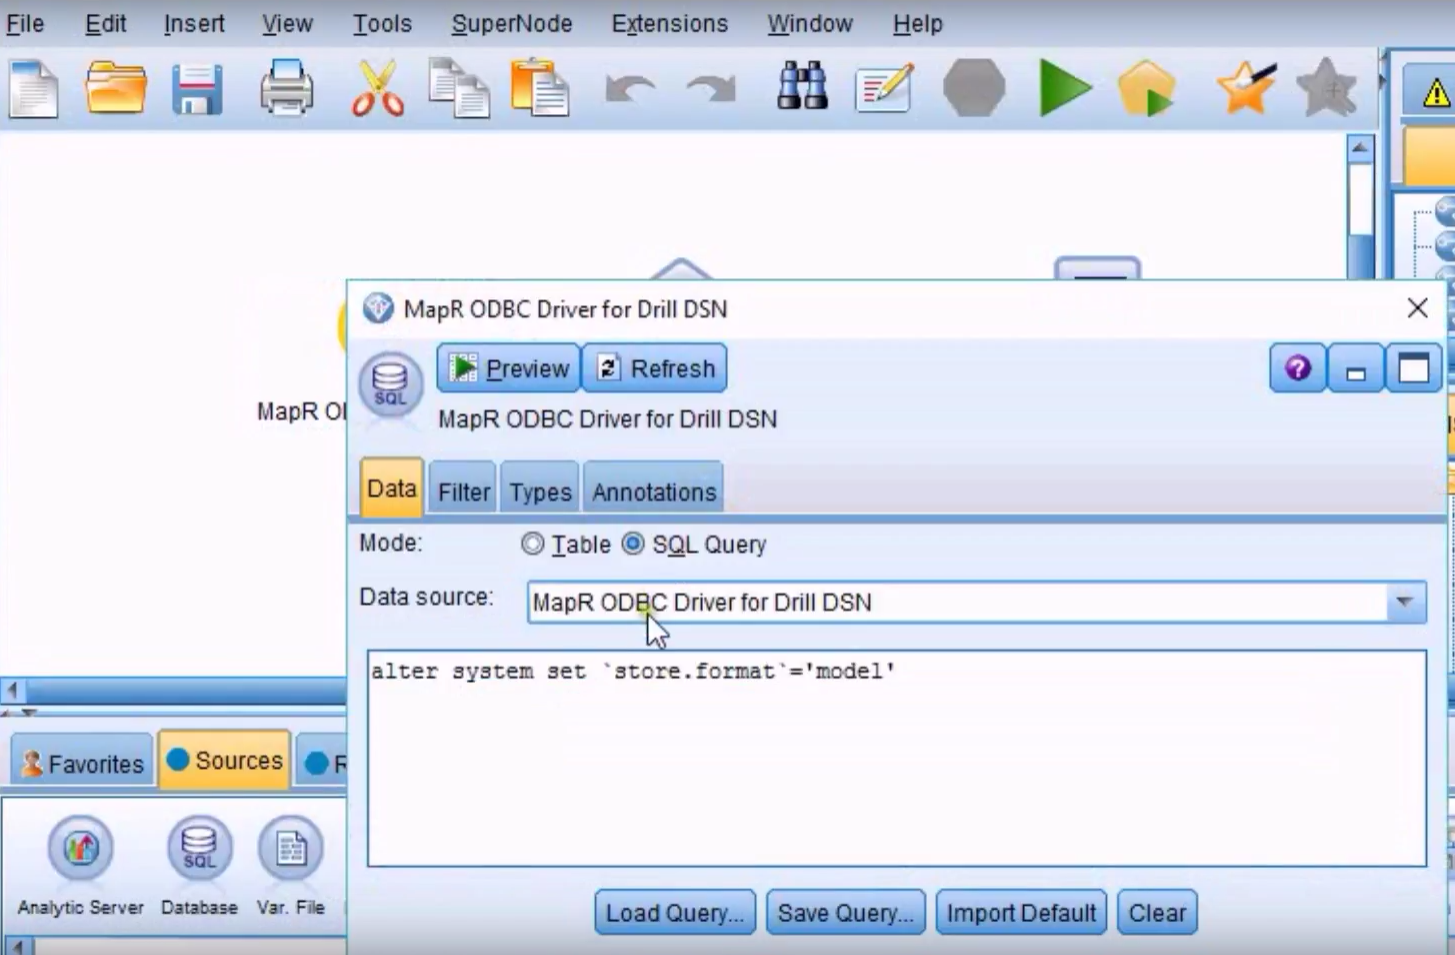 File Edit Insert View Tools SuperNode Extensions Window Help
MapR ODBC Driver for Drill DSN
Preview Refresh
SQL
MapR ODBC Driver for Drill DSN
MapR
Data Filter Types Annotations
Mode: Table SQL Query
Data source: MapR ODBC Driver for Drill DSN
alter system set `store.format`='model'
Favorites Sources
SQL
Analytic Server Database Var. File
Load Query... Save Query... Import Default Clear